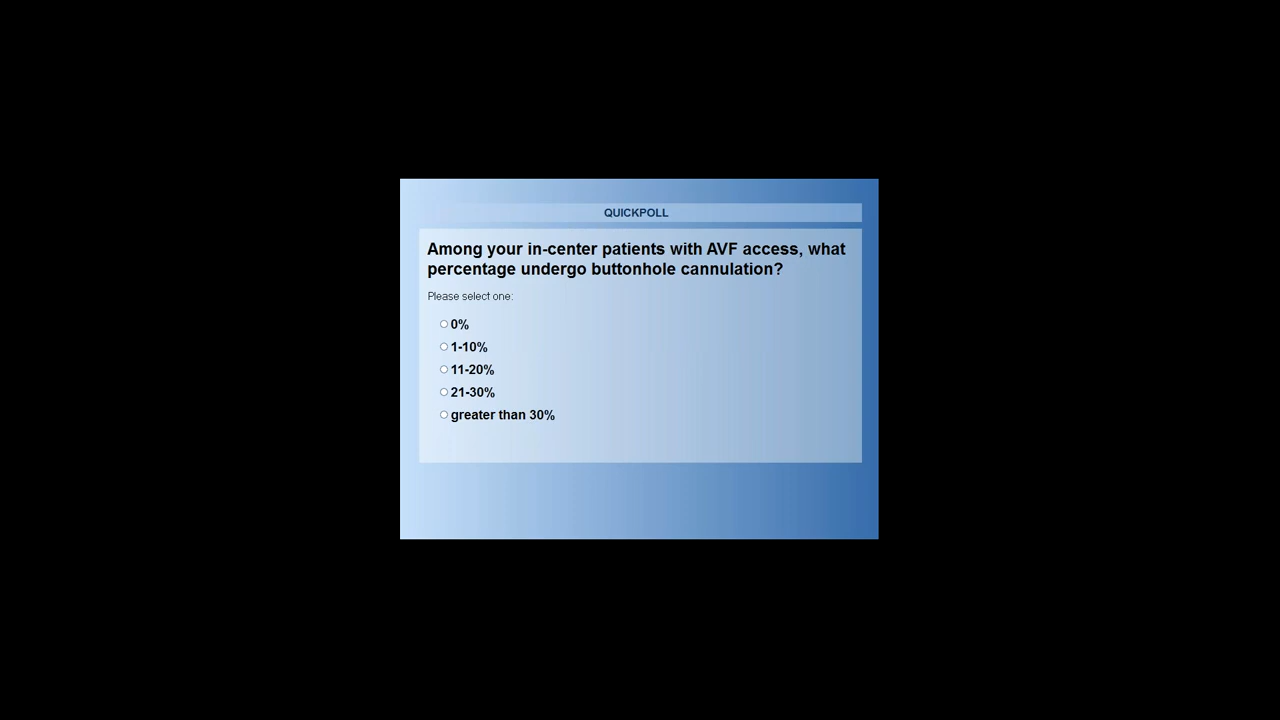 QUICKPOLL
Among your in-center patients with AVF access, what
percentage undergo buttonhole cannulation?
Please select one:
0%
1-10%
11-20%
21-30%
greater than 30%